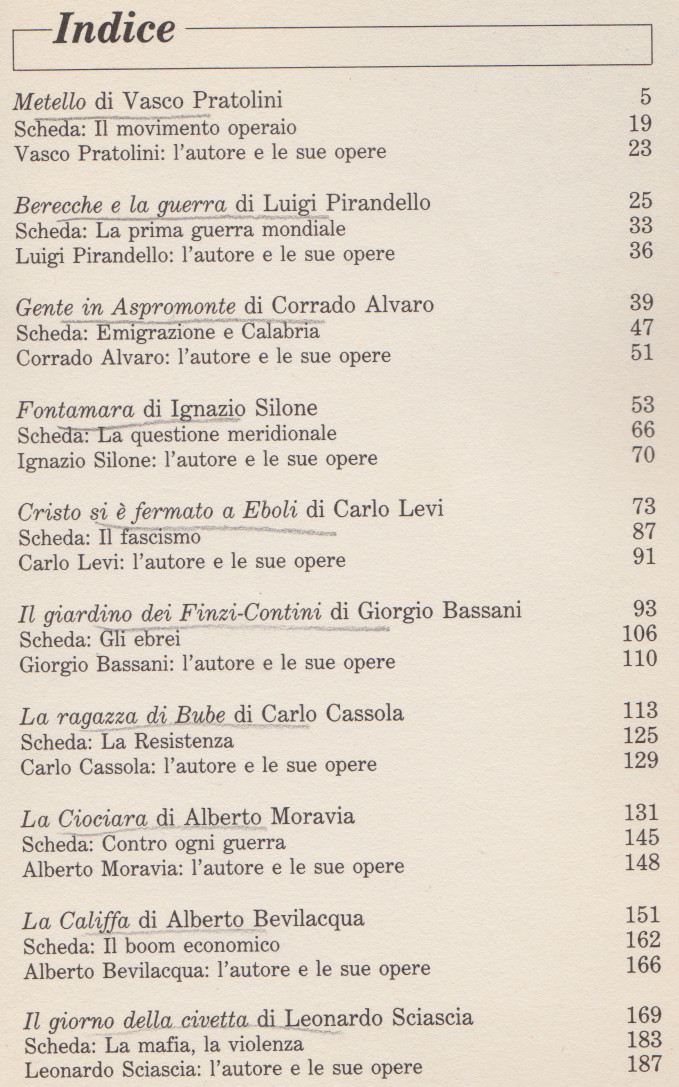 Indice
Metello di Vasco Pratolini 5
Scheda: Il movimento operaio 19
Vasco Pratolini: l'autore e le sue opere 23
Berecche e la guerra di Luigi Pirandello 25
Scheda: La prima guerra mondiale 33
Luigi Pirandello: l'autore e le sue opere 36
Gente in Aspromonte di Corrado Alvaro 39
Scheda: Emigrazione e Calabria 47
Corrado Alvaro: l'autore e le sue opere 51
Fontamara di Ignazio Silone 53
Scheda: La questione meridionale 66
Ignazio Silone: l'autore e le sue opere 70
Cristo si è fermato a Eboli di Carlo Levi 73
Scheda: Il fascismo 87
Carlo Levi: l'autore e le sue opere 91
Il giardino dei Finzi-Contini di Giorgio Bassani 93
Scheda: Gli ebrei 106
Giorgio Bassani: l'autore e le sue opere 110
La ragazza di Bube di Carlo Cassola 113
Scheda: La Resistenza 125
Carlo Cassola: l'autore e le sue opere 129
La Ciociara di Alberto Moravia 131
Scheda: Contro ogni guerra 145
Alberto Moravia: l'autore e le sue opere 148
La Califfa di Alberto Bevilacqua 151
Scheda: Il boom economico 162
Alberto Bevilacqua: l'autore e le sue opere 166
Il giorno della civetta di Leonardo Sciascia 169
Scheda: La mafia, la violenza 183
Leonardo Sciascia: l'autore e le sue opere 187